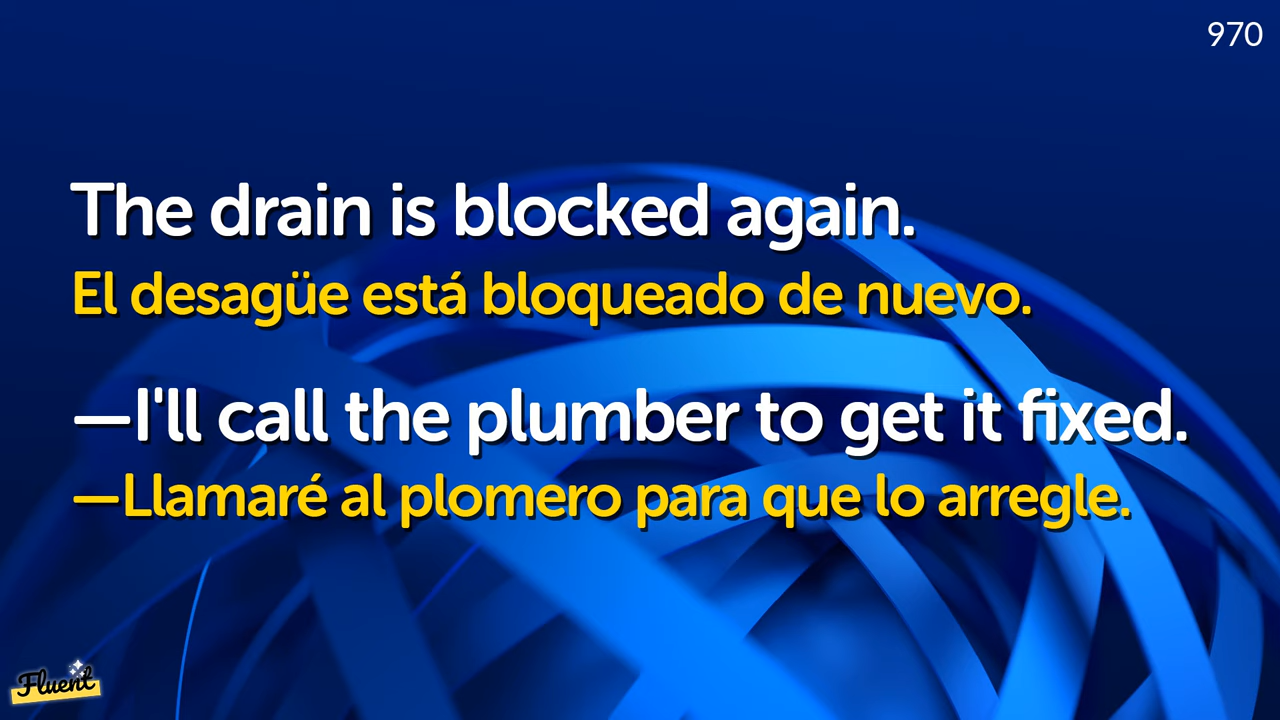 970
The drain is blocked again.
El desagüe está bloqueado de nuevo.
—I'll call the plumber to get it fixed.
—Llamaré al plomero para que lo arregle.
Fluent